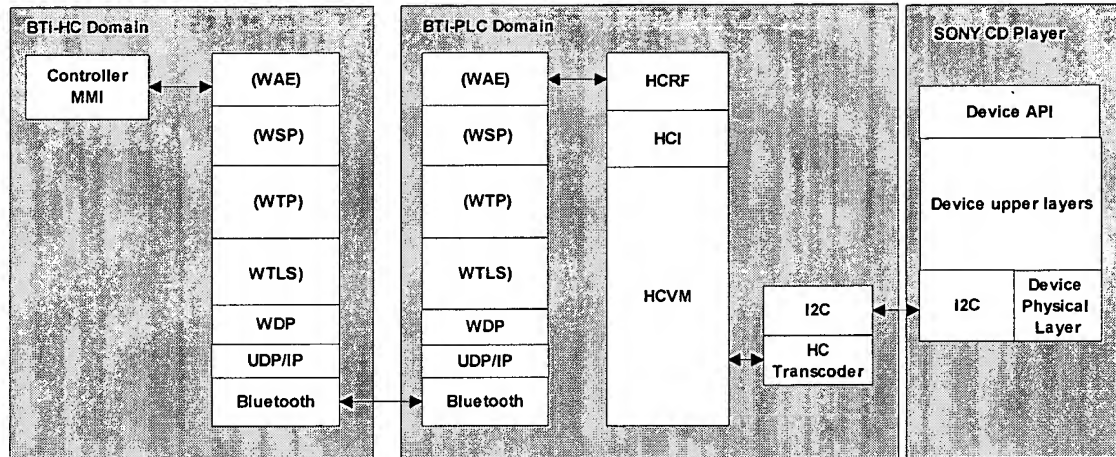 BTI-HC Domain
Controller
MMI
(WAE)
(WSP)
(WTP)
WTLS)
WDP
UDP/IP
Bluetooth
BTI-PLC Domain
(WAE)
(WSP)
(WTP)
WTLS)
WDP
UDP/IP
Bluetooth
HCRF
HCI
HCVM
I2C
HC
Transcoder
SONY CD Player
Device API
Device upper layers
I2C
Device
Physical
Layer